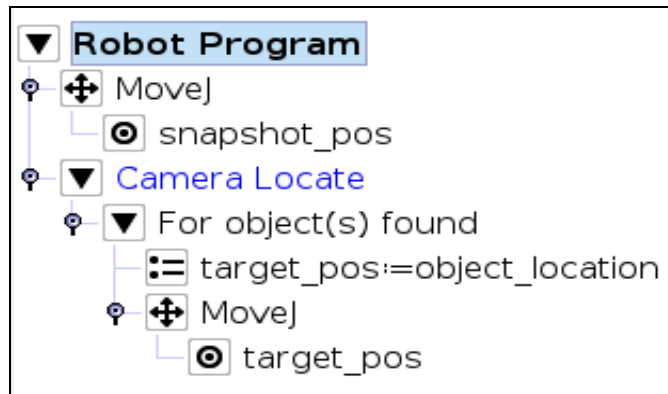 Robot Program
MoveJ
snapshot_pos
Camera Locate
For object(s) found
target_pos:=object_location
MoveJ
target_pos